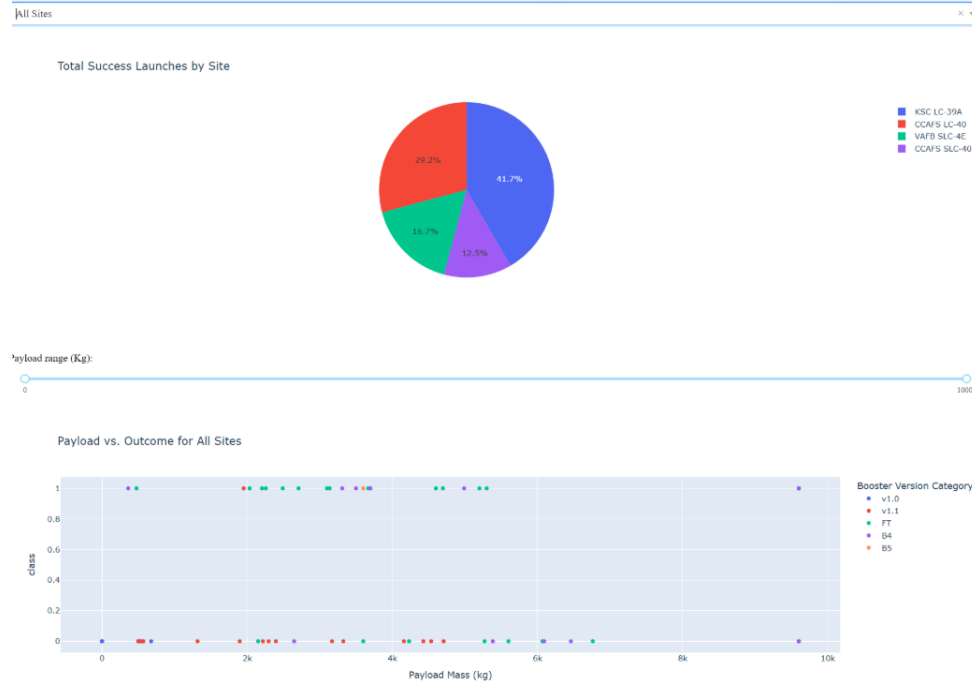 All Sites
Total Success Launches by Site
KSC LC-39A
CCAFS LC-40
VAFB SLC-4E
CCAFS SLC-40
29.2%
41.7%
16.7%
12.5%
ayload range (Kg):
0
1000
Payload vs. Outcome for All Sites
Booster Version Category
v1.0
v1.1
FT
B4
B5
class
1
0.8
0.6
0.4
0.2
0
0
2k
4k
6k
8k
10k
Payload Mass (kg)